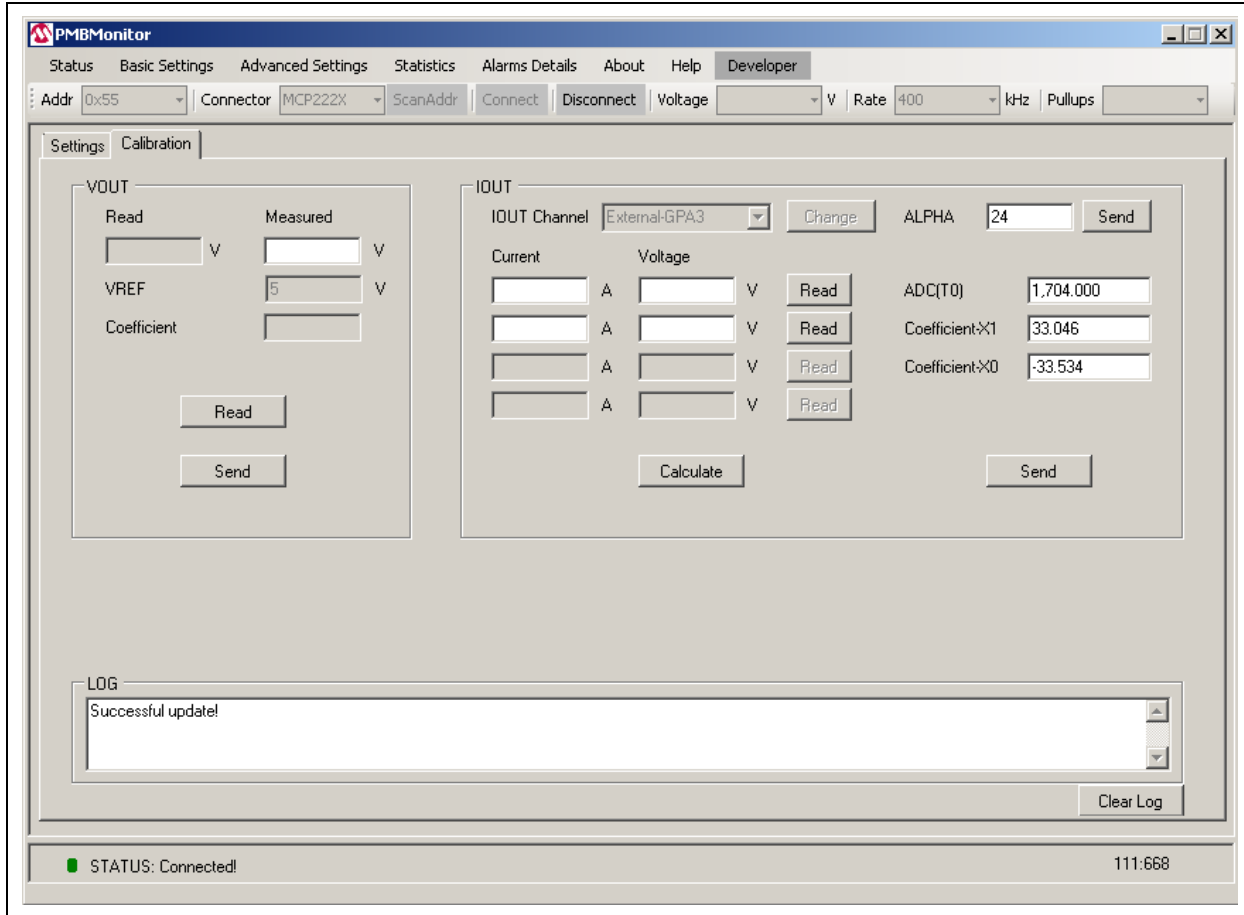 PMBMonitor
Status Basic Settings Advanced Settings Statistics Alarms Details About Help Developer
Addr 0x55 Connector MCP222X ScanAddr Connect Disconnect Voltage V Rate 400 kHz Pullups
Settings Calibration
VOUT IOUT
Read Measured IOUT Channel External-GPA3 Change ALPHA 24 Send
V V Current Voltage
VREF 5 V A V Read ADC(T0) 1,704.000
Coefficient A V Read Coefficient-X1 33.046
A V Read Coefficient-X0 -33.534
Read A V Read
Send Calculate Send
LOG
Successful update!
Clear Log
STATUS: Connected! 111:668